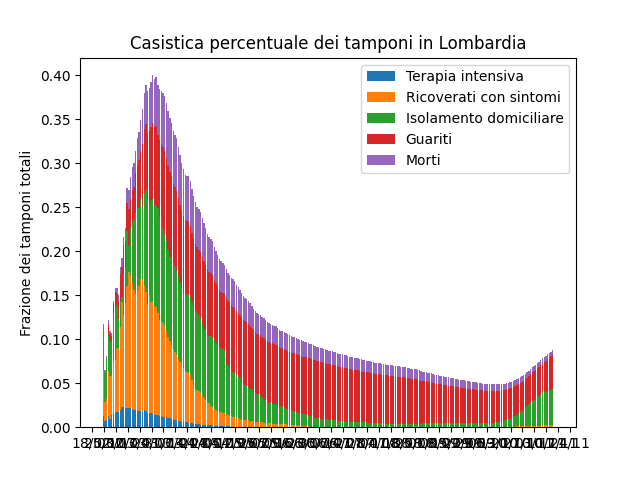 Casistica percentuale dei tamponi in Lombardia
Terapia intensiva
Ricoverati con sintomi
Isolamento domiciliare
Guariti
Morti
Frazione dei tamponi totali
0.40
0.35
0.30
0.25
0.20
0.15
0.10
0.05
0.00